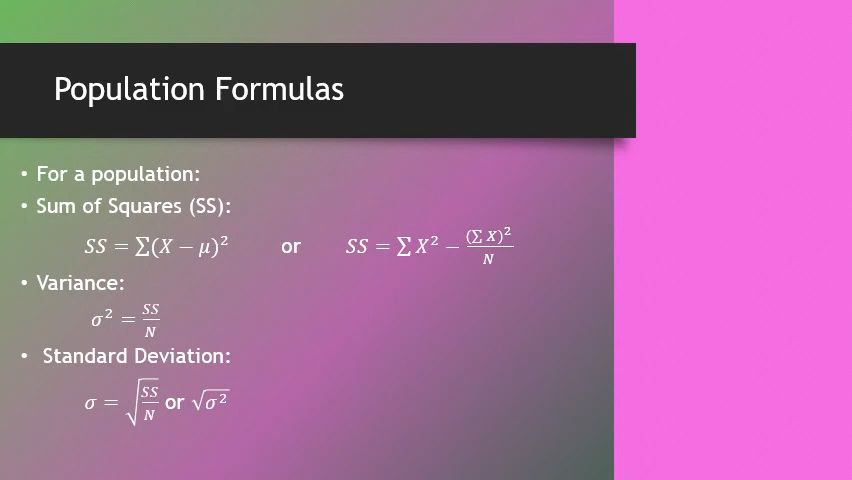 Population Formulas
• For a population:
• Sum of Squares (SS):
SS = ∑(X − μ)² or SS = ∑ X² − (∑ X)²/N
• Variance:
σ² = SS/N
• Standard Deviation:
σ = √(SS/N) or √σ²